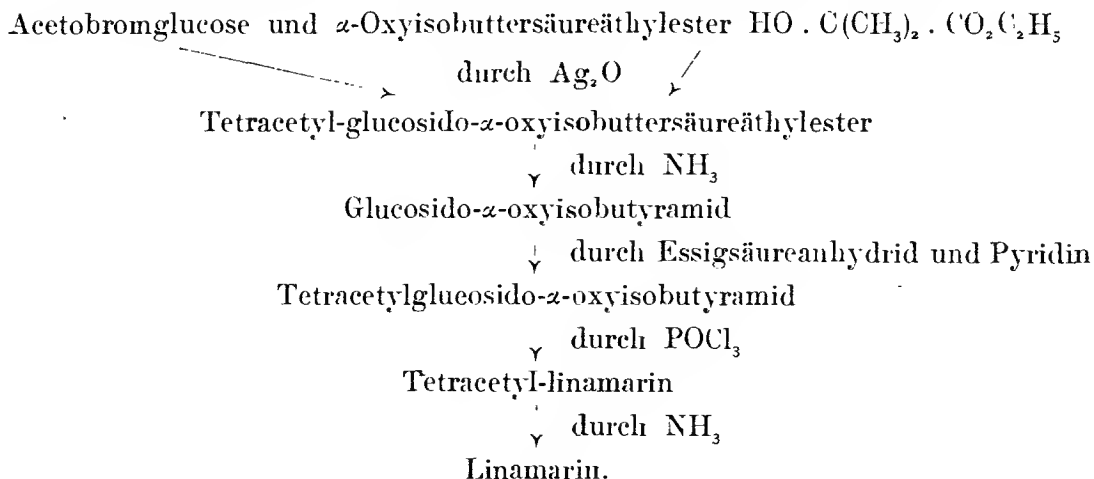 Acetobromglucose und α-Oxyisobuttersäureäthylester HO . C(CH₃)₂ . CO₂C₂H₅
durch Ag₂O
Tetracetyl-glucosido-α-oxyisobuttersäureäthylester
durch NH₃
Glucosido-α-oxyisobutyramid
durch Essigsäureanhydrid und Pyridin
Tetracetylglucosido-α-oxyisobutyramid
durch POCl₃
Tetracetyl-linamarin
durch NH₃
Linamarin.